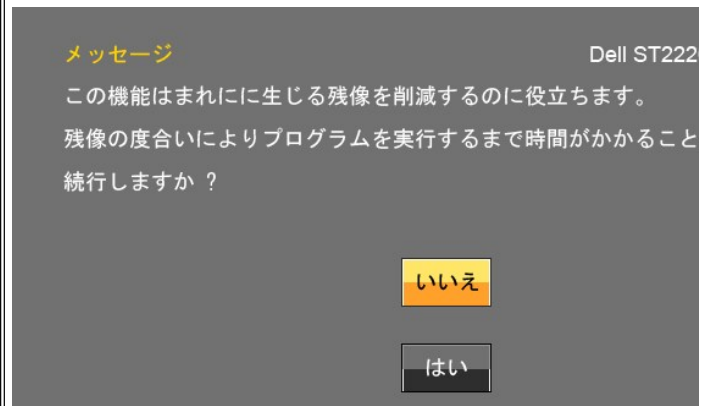 メッセージ Dell ST222
この機能はまれにに生じる残像を削減するのに役立ちます。
残像の度合いによりプログラムを実行するまで時間がかかること
続行しますか ？
いいえ
はい